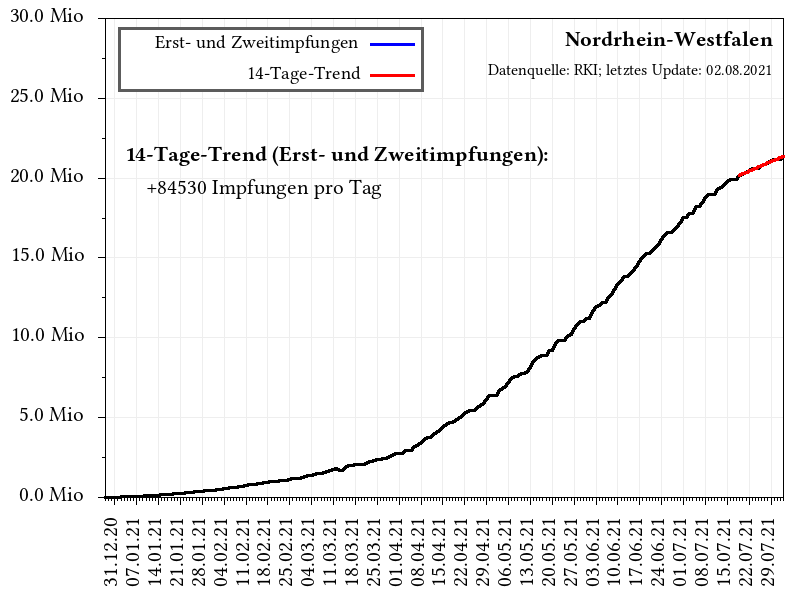 30.0 Mio
Erst- und Zweitimpfungen
14-Tage-Trend
Nordrhein-Westfalen
Datenquelle: RKI; letztes Update: 02.08.2021
25.0 Mio
14-Tage-Trend (Erst- und Zweitimpfungen):
+84530 Impfungen pro Tag
20.0 Mio
15.0 Mio
10.0 Mio
5.0 Mio
0.0 Mio
31.12.20
07.01.21
14.01.21
21.01.21
28.01.21
04.02.21
11.02.21
18.02.21
25.02.21
04.03.21
11.03.21
18.03.21
25.03.21
01.04.21
08.04.21
15.04.21
22.04.21
29.04.21
06.05.21
13.05.21
20.05.21
27.05.21
03.06.21
10.06.21
17.06.21
24.06.21
01.07.21
08.07.21
15.07.21
22.07.21
29.07.21